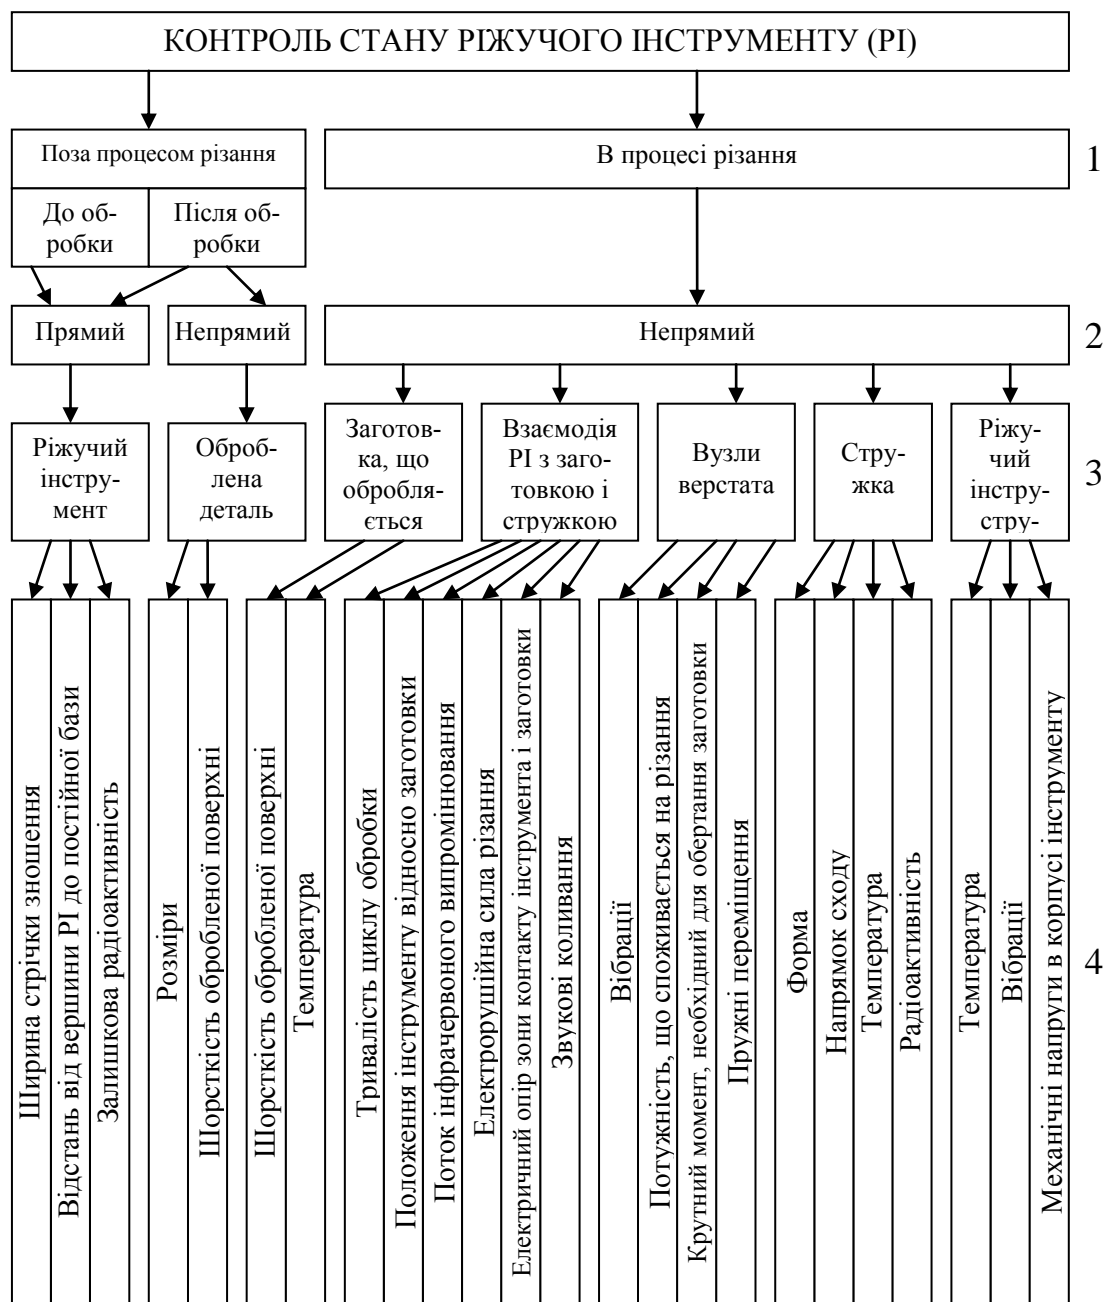 КОНТРОЛЬ СТАНУ РІЖУЧОГО ІНСТРУМЕНТУ (РІ)
Поза процесом різання
В процесі різання
1
До об-
робки
Після об-
робки
Прямий
Непрямий
Непрямий
2
Ріжучий
інстру-
мент
Оброб-
лена
деталь
Заготов-
ка, що
обробля-
ється
Взаємодія
РІ з заго-
товкою і
стружкою
Вузли
верстата
Стру-
жка
Ріжу-
чий
інстру-
стру-
3
Ширина стрічки зношення
Відстань від вершини РІ до постійної бази
Залишкова радіоактивність
Розміри
Шорсткість обробленої поверхні
Шорсткість обробленої поверхні
Температура
Тривалість циклу обробки
Положення інструменту відносно заготовки
Поток інфрачервоного випромінювання
Електрорушійна сила різання
Електричний опір зони контакту інструмента і заготовки
Звукові коливання
Вібрації
Потужність, що споживається на різання
Крутний момент, необхідний для обертання заготовки
Пружні переміщення
Форма
Напрямок сходу
Температура
Радіоактивність
Температура
Вібрації
Механічні напруги в корпусі інструменту
4